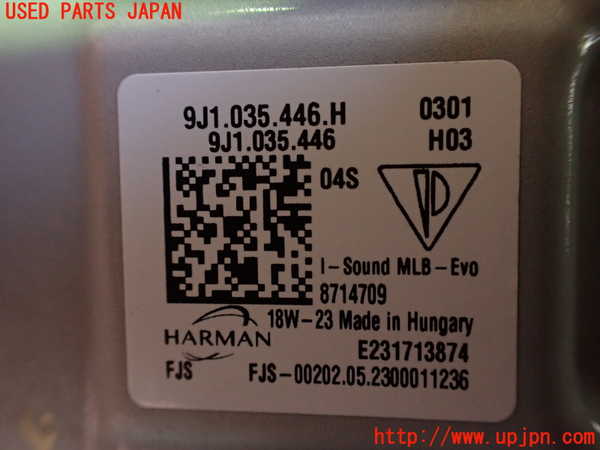 USED PARTS JAPAN
9J1.035.446.H 0301
9J1.035.446 H03
04S
PD
I-Sound MLB-Evo
8714709
18W-23 Made in Hungary
HARMAN
E231713874
FJS FJS-00202.05.2300011236
http://www.upjpn.com/